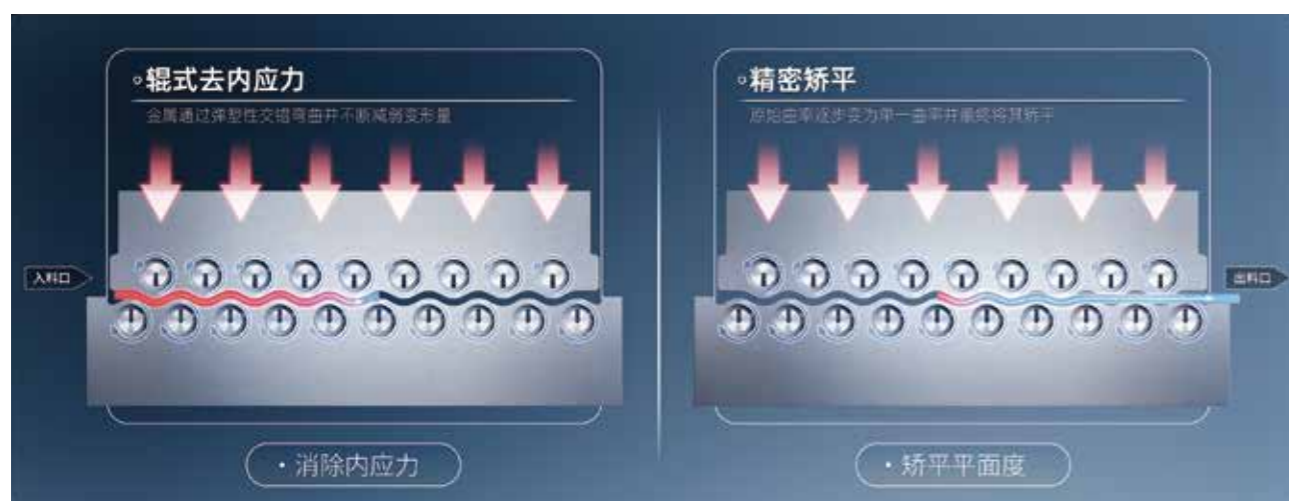 辊式去内应力
金属通过弹塑性交错弯曲并不断减弱变形量
入料口
·消除内应力
精密矫平
原始曲率逐步变为单一曲率并最终将其矫平
出料口
·矫平平面度